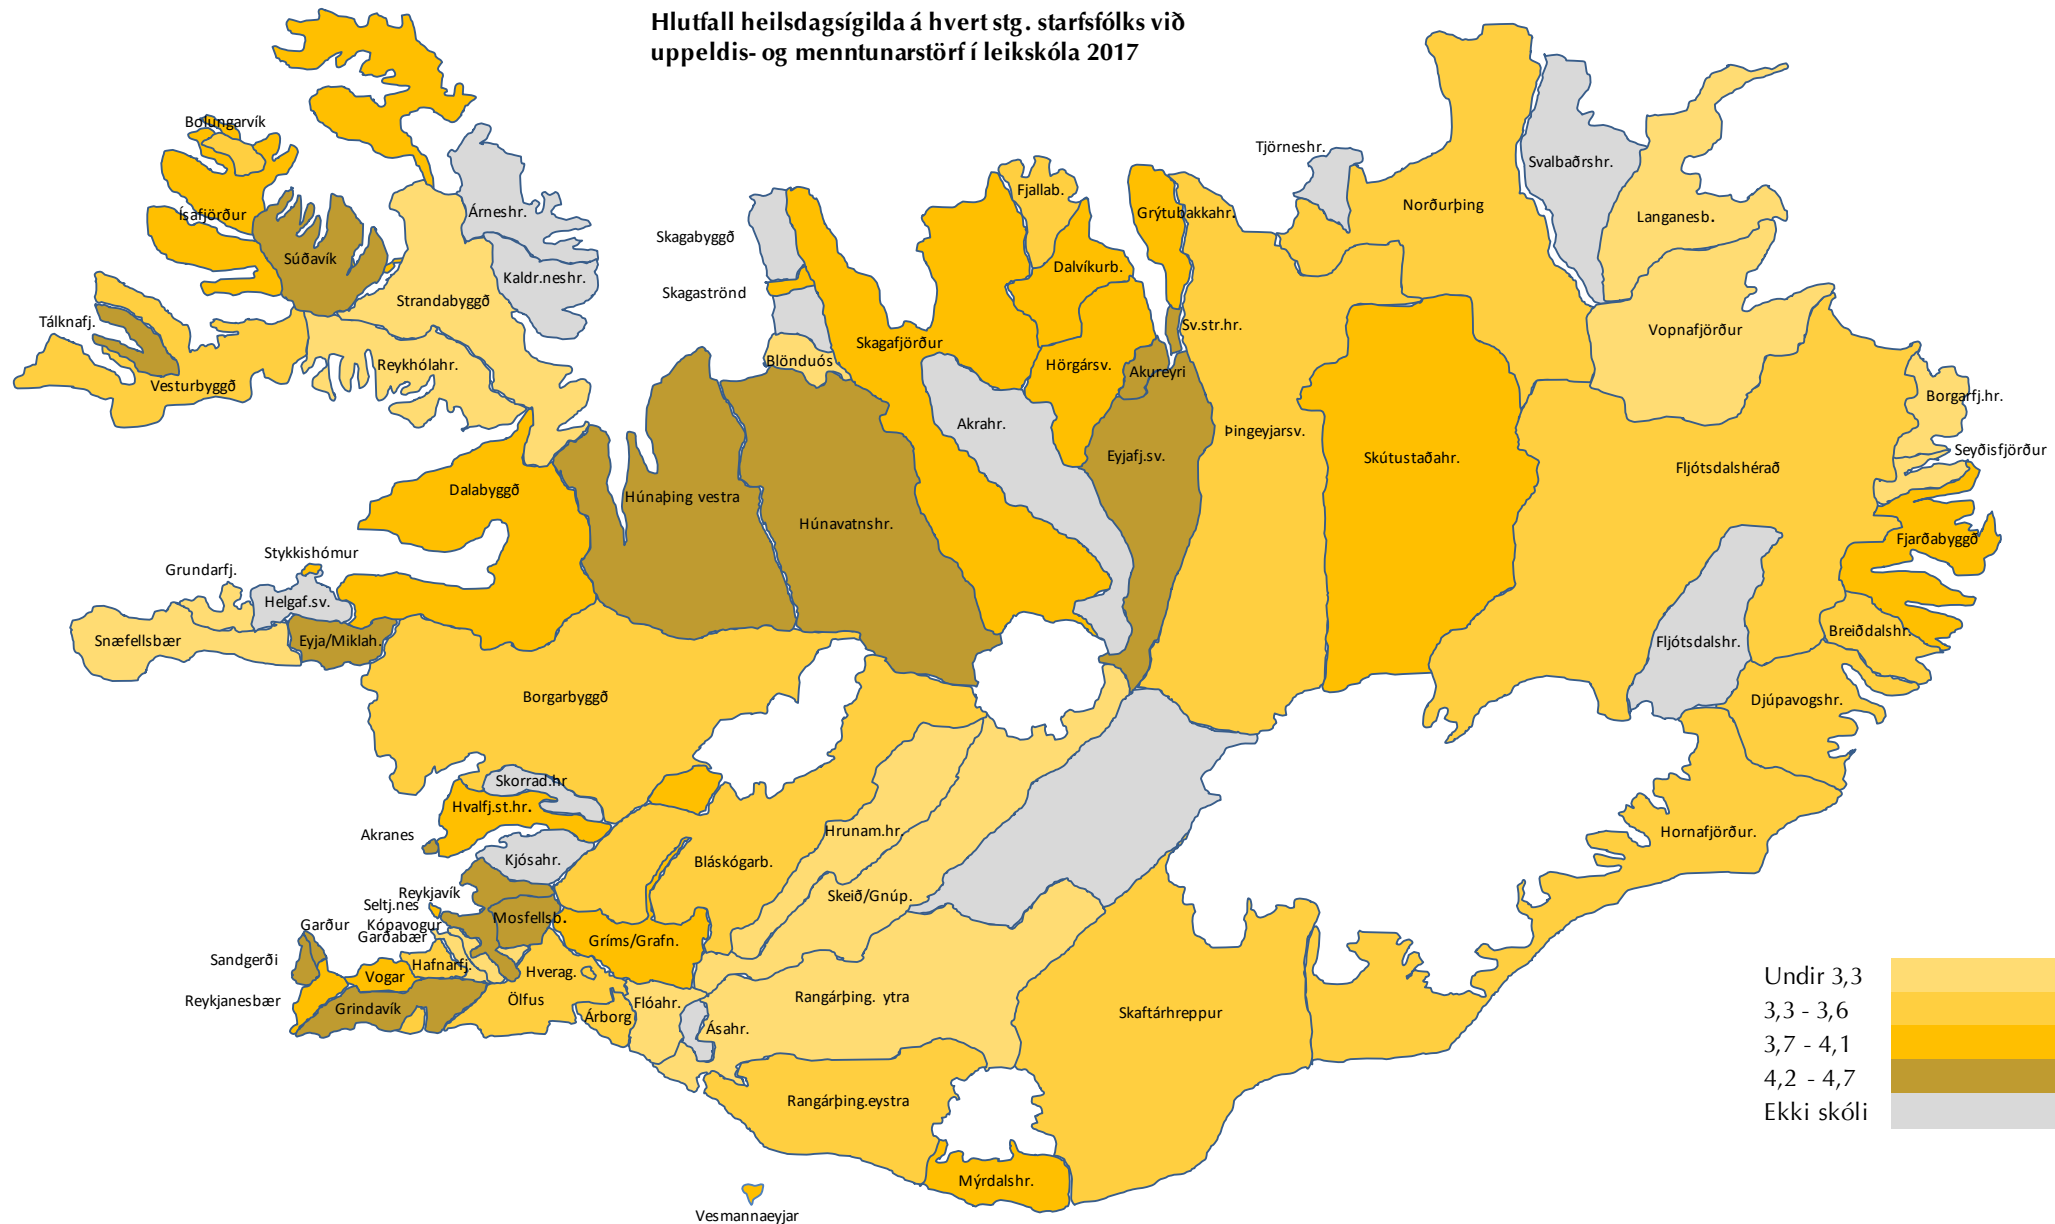 Hlutfall heilsdagsígilda á hvert stg. starfsfólks við
uppeldis- og menntunarstörf í leikskóla 2017
Bolungarvík
Ísafjörður
Súðavík
Árneshr.
Kaldr.neshr.
Strandabyggð
Tálknafj.
Vesturbyggð
Reykhólahr.
Skagabyggð
Skagaströnd
Blönduós
Skagafjörður
Fjallab.
Dalvíkurb.
Grýtubakkahr.
Sv.str.hr.
Hörgársv.
Akureyri
Akrahr.
Eyjafj.sv.
Þingeyjarsv.
Tjörneshr.
Norðurþing
Svalbaðrshr.
Langanesb.
Vopnafjörður
Skútustaðahr.
Fljótsdalshérað
Borgarfj.hr.
Seyðisfjörður
Fjarðabyggð
Breiðdalshr.
Fljótsdalshr.
Djúpavogshr.
Hornafjörður.
Dalabyggð
Húnaþing vestra
Húnavatnshr.
Stykkishómur
Grundarfj.
Helgaf.sv.
Snæfellsbær
Eyja/Miklah.
Borgarbyggð
Skorrad.hr
Hvalfj.st.hr.
Akranes
Kjósahr.
Reykjavík
Seltj.nes
Mosfellsb.
Kópavogur
Garðabær
Garður
Sandgerði
Hafnarfj.
Vogar
Reykjanesbær
Grindavík
Hverag.
Ölfus
Árborg
Flóahr.
Ásahr.
Gríms/Grafn.
Bláskógarb.
Hrunam.hr.
Skeið/Gnúp.
Rangárþing. ytra
Rangárþing.eystra
Skaftárhreppur
Mýrdalshr.
Vesmannaeyjar
Undir 3,3
3,3 - 3,6
3,7 - 4,1
4,2 - 4,7
Ekki skóli